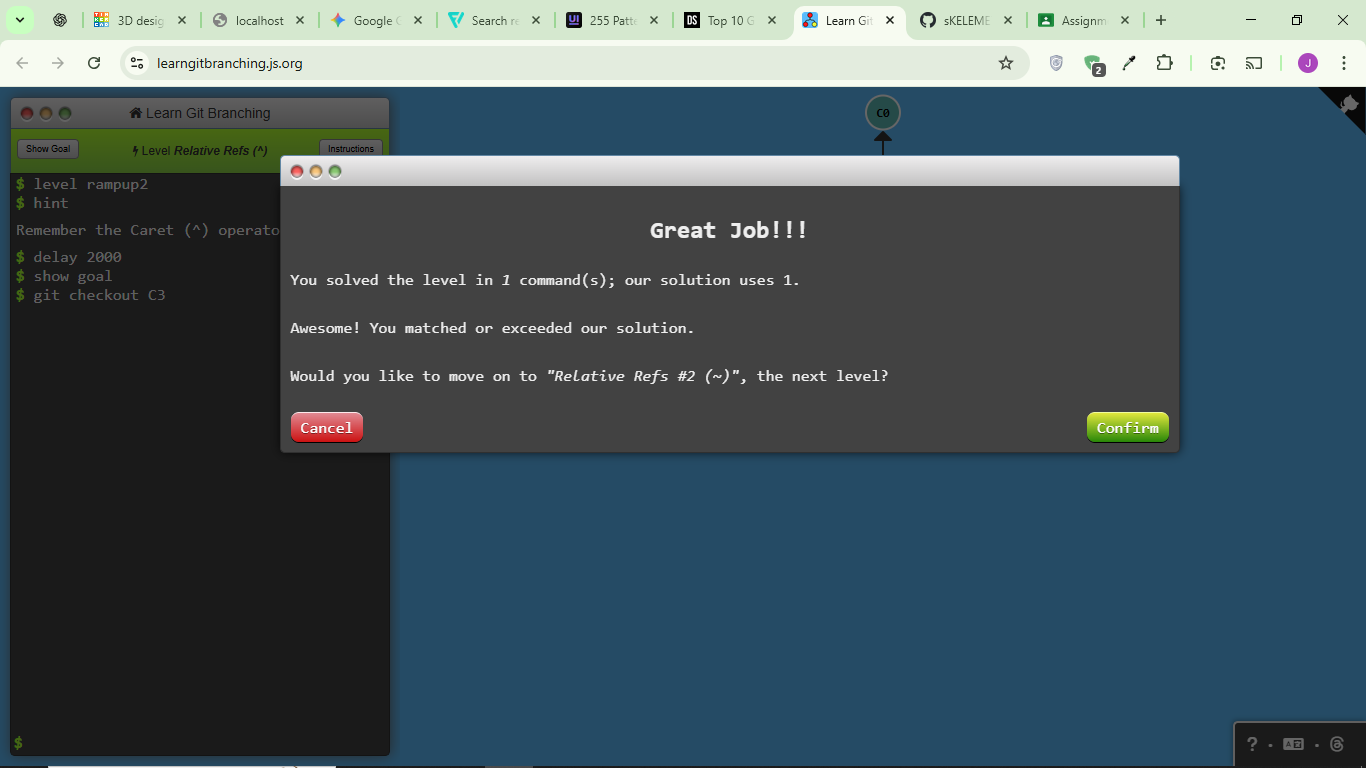 3D desig
localhost
Google G
Search re
255 Patte
Top 10 G
Learn Git
sKELEME
Assignm
learngitbranching.js.org
2
J
Learn Git Branching
Show Goal
Level Relative Refs (^)
Instructions
C0
$ level rampup2
$ hint
Remember the Caret (^) operato
$ delay 2000
$ show goal
$ git checkout C3
Great Job!!!
You solved the level in 1 command(s); our solution uses 1.
Awesome! You matched or exceeded our solution.
Would you like to move on to "Relative Refs #2 (~)", the next level?
Cancel
Confirm
$
?